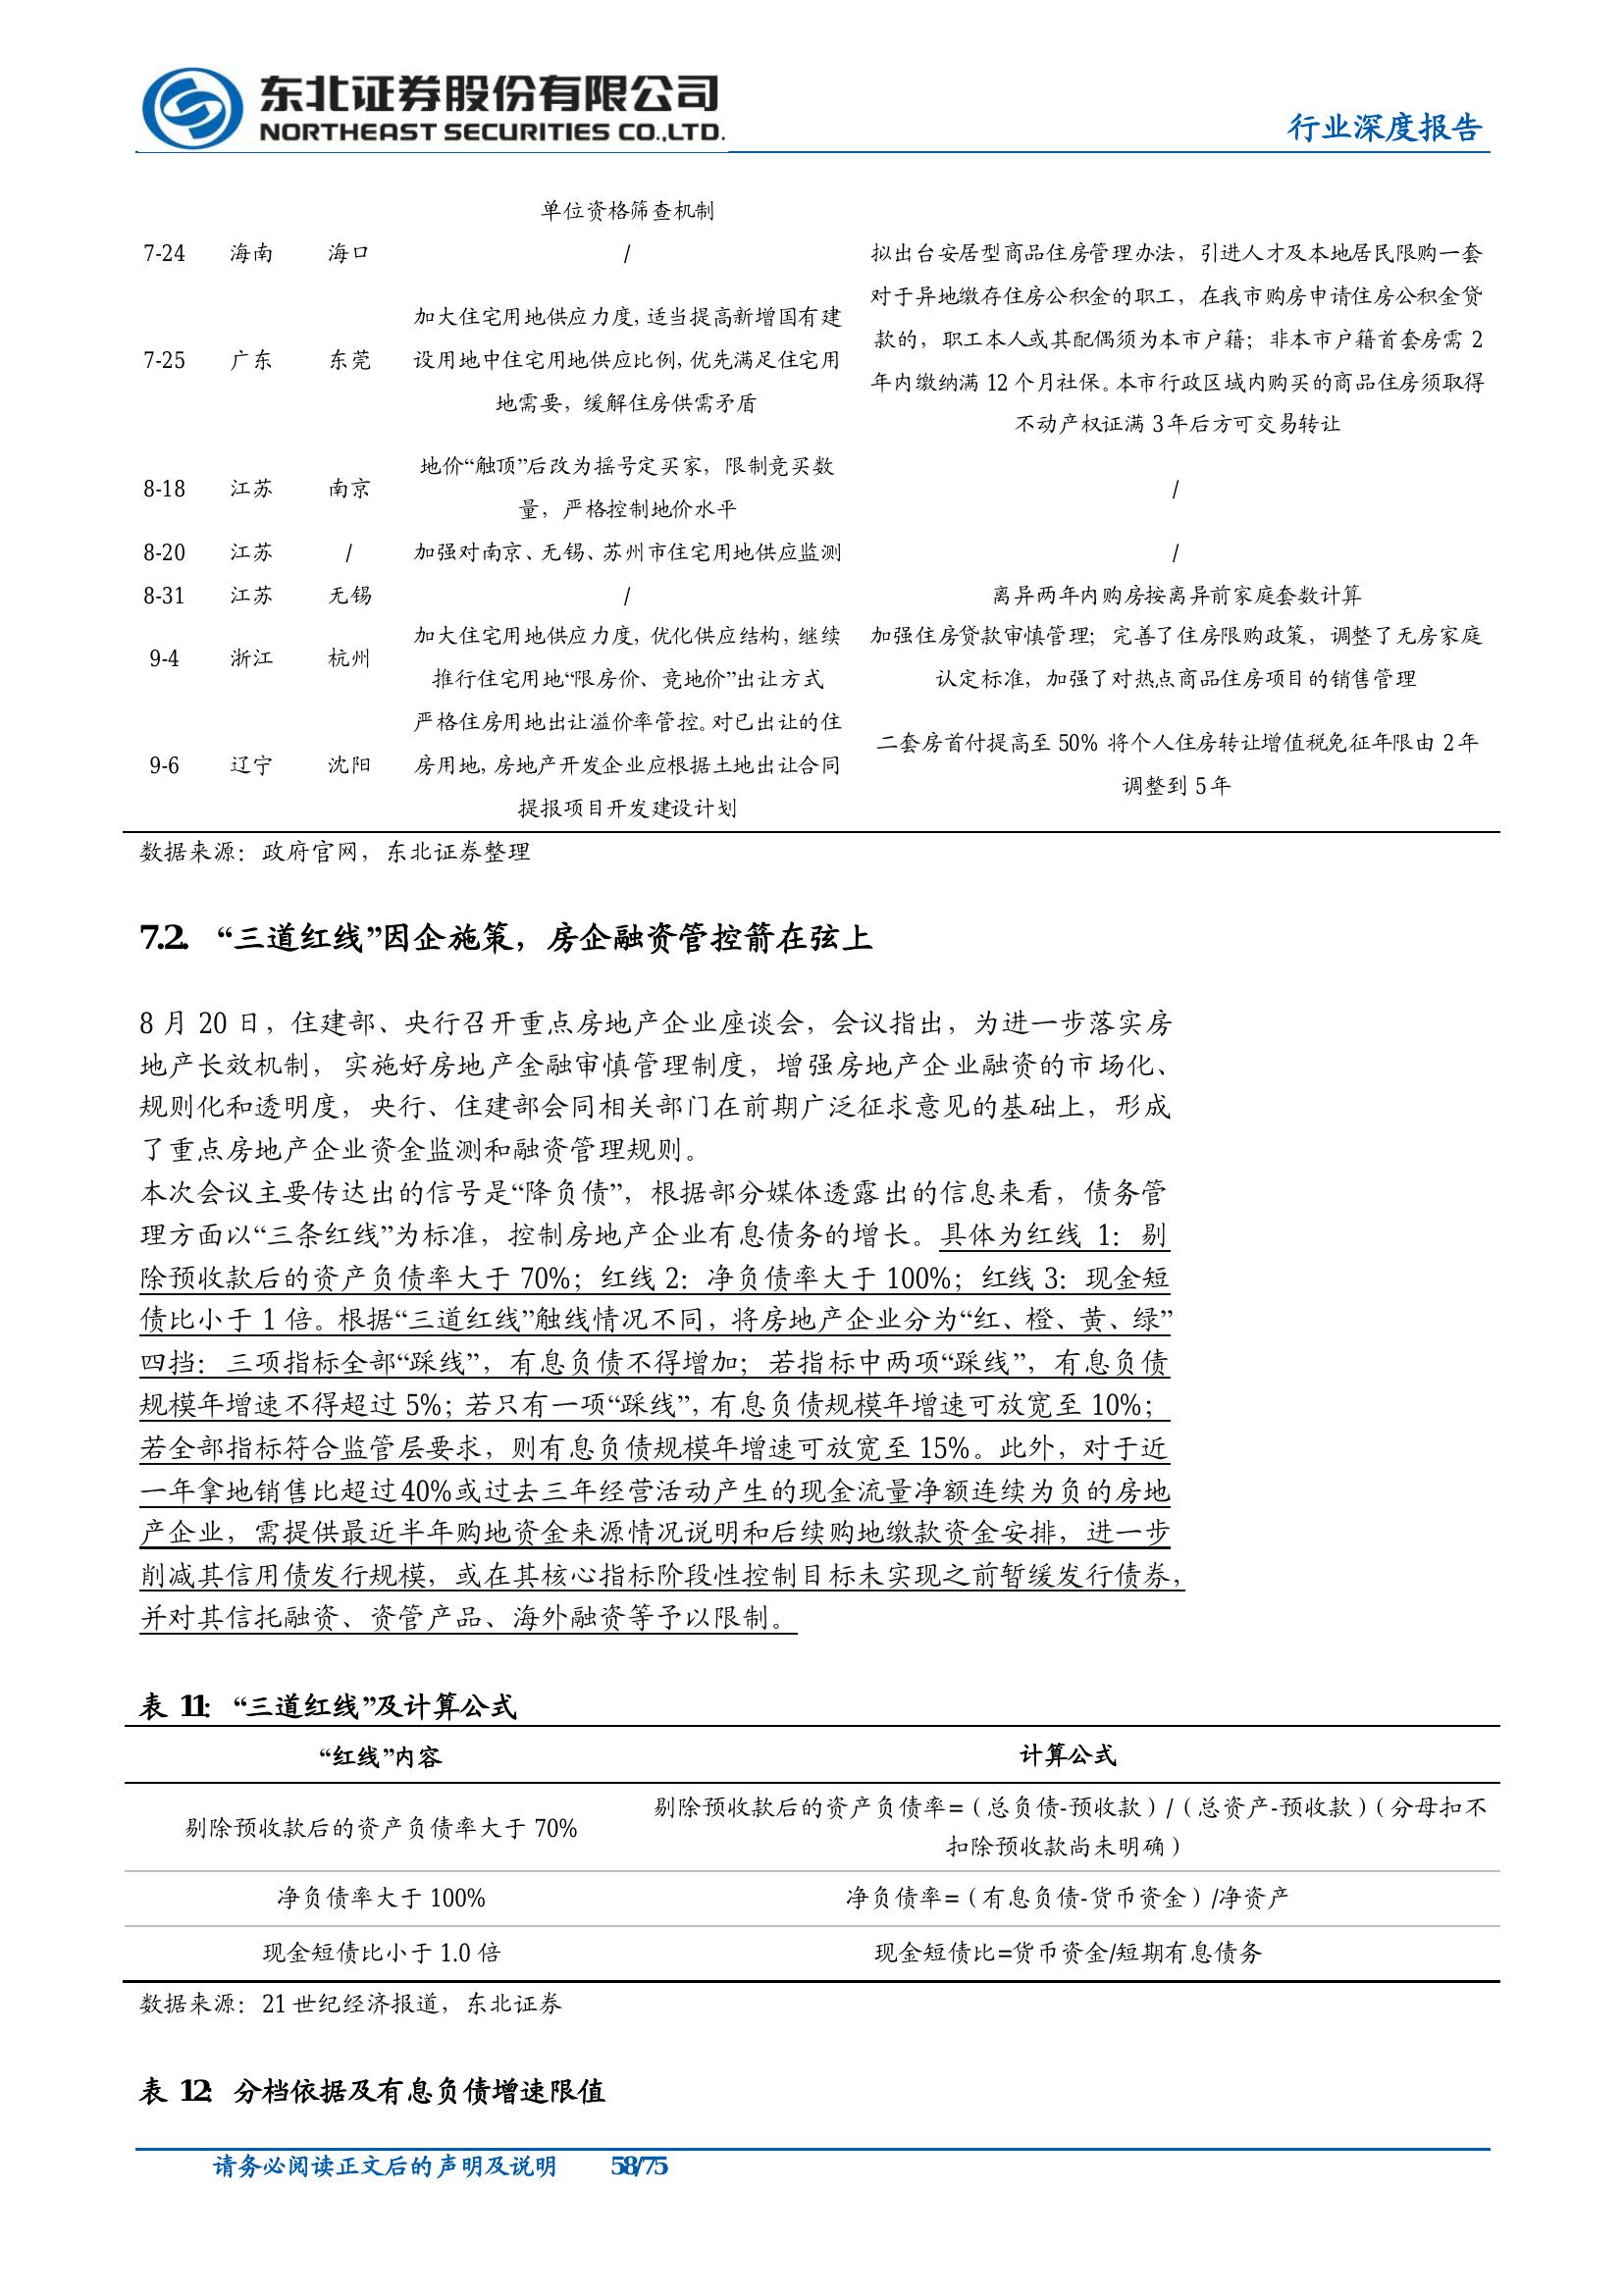 东北证券股份有限公司
NORTHEAST SECURITIES CO.,LTD.
行业深度报告
单位资格筛查机制
7-24 海南 海口 / 拟出台安居型商品住房管理办法，引进人才及本地居民限购一套
7-25 广东 东莞
加大住宅用地供应力度，适当提高新增国有建
设用地中住宅用地供应比例，优先满足住宅用
地需要，缓解住房供需矛盾
对于异地缴存住房公积金的职工，在我市购房申请住房公积金贷
款的，职工本人或其配偶须为本市户籍；非本市户籍首套房需 2
年内缴纳满 12 个月社保。本市行政区域内购买的商品住房须取得
不动产权证满 3 年后方可交易转让
8-18 江苏 南京
地价“触顶”后改为摇号定买家，限制竞买数
量，严格控制地价水平
/
8-20 江苏 / 加强对南京、无锡、苏州市住宅用地供应监测 /
8-31 江苏 无锡 / 离异两年内购房按离异前家庭套数计算
9-4 浙江 杭州
加大住宅用地供应力度，优化供应结构，继续
推行住宅用地“限房价、竞地价”出让方式
加强住房贷款审慎管理；完善了住房限购政策，调整了无房家庭
认定标准，加强了对热点商品住房项目的销售管理
9-6 辽宁 沈阳
严格住房用地出让溢价率管控。对已出让的住
房用地，房地产开发企业应根据土地出让合同
提报项目开发建设计划
二套房首付提高至 50% 将个人住房转让增值税免征年限由 2 年
调整到 5 年
数据来源：政府官网，东北证券整理
7.2. “三道红线”因企施策，房企融资管控箭在弦上
8 月 20 日，住建部、央行召开重点房地产企业座谈会，会议指出，为进一步落实房
地产长效机制， 实施好房地产金融审慎管理制度，增强房地产企业融资的市场化、
规则化和透明度，央行、住建部会同相关部门在前期广泛征求意见的基础上，形成
了重点房地产企业资金监测和融资管理规则。
本次会议主要传达出的信号是“降负债”，根据部分媒体透露出的信息来看，债务管
理方面以“三条红线”为标准，控制房地产企业有息债务的增长。具体为红线 1：剔
除预收款后的资产负债率大于 70%；红线 2：净负债率大于 100%；红线 3：现金短
债比小于 1 倍。根据“三道红线”触线情况不同，将房地产企业分为“红、橙、黄、绿”
四挡：三项指标全部“踩线”，有息负债不得增加；若指标中两项“踩线”，有息负债
规模年增速不得超过 5%；若只有一项“踩线”，有息负债规模年增速可放宽至 10%；
若全部指标符合监管层要求，则有息负债规模年增速可放宽至 15%。此外，对于近
一年拿地销售比超过 40%或过去三年经营活动产生的现金流量净额连续为负的房地
产企业，需提供最近半年购地资金来源情况说明和后续购地缴款资金安排，进一步
削减其信用债发行规模，或在其核心指标阶段性控制目标未实现之前暂缓发行债券，
并对其信托融资、资管产品、海外融资等予以限制。
表 11：“三道红线”及计算公式
“红线”内容 计算公式
剔除预收款后的资产负债率大于 70%
剔除预收款后的资产负债率=（总负债-预收款）/（总资产-预收款）（分母扣不
扣除预收款尚未明确）
净负债率大于 100% 净负债率=（有息负债-货币资金）/净资产
现金短债比小于 1.0 倍 现金短债比=货币资金/短期有息债务
数据来源：21 世纪经济报道，东北证券
表 12：分档依据及有息负债增速限值
请务必阅读正文后的声明及说明 58/75